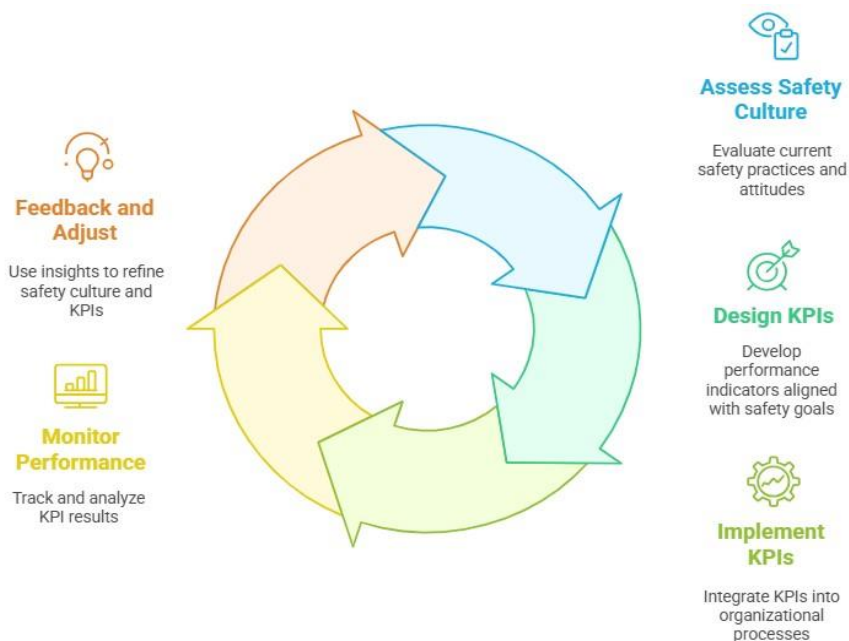 Assess Safety
Culture
Evaluate current
safety practices and
attitudes
Design KPIs
Develop
performance
indicators aligned
with safety goals
Implement
KPIs
Integrate KPIs into
organizational
processes
Monitor
Performance
Track and analyze
KPI results
Feedback and
Adjust
Use insights to refine
safety culture and
KPIs